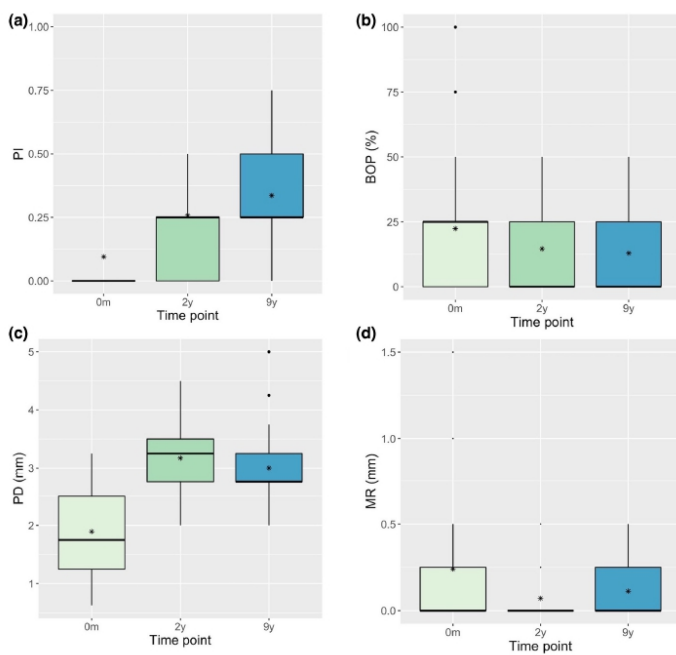 (a)
1.00
0.75
0.50
0.25
0.00
PI
0m 2y 9y
Time point
(b)
100
75
50
25
0
BOP (%)
0m 2y 9y
Time point
(c)
5
4
3
2
1
PD (mm)
0m 2y 9y
Time point
(d)
1.5
1.0
0.5
0.0
MR (mm)
0m 2y 9y
Time point